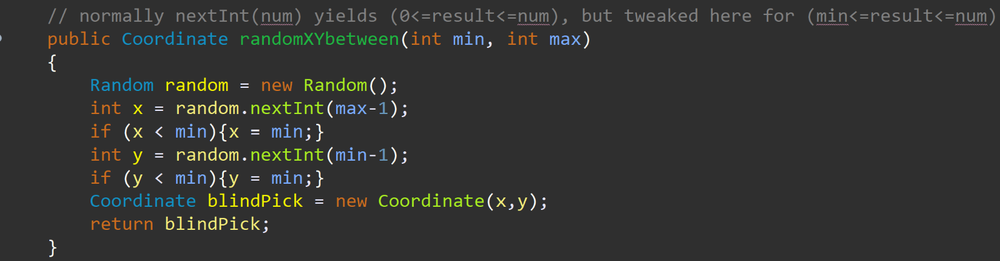 // normally nextInt(num) yields (0<=result<=num), but tweaked here for (min<=result<=num)
public Coordinate randomXYbetween(int min, int max)
{
Random random = new Random();
int x = random.nextInt(max-1);
if (x < min){x = min;}
int y = random.nextInt(min-1);
if (y < min){y = min;}
Coordinate blindPick = new Coordinate(x,y);
return blindPick;
}